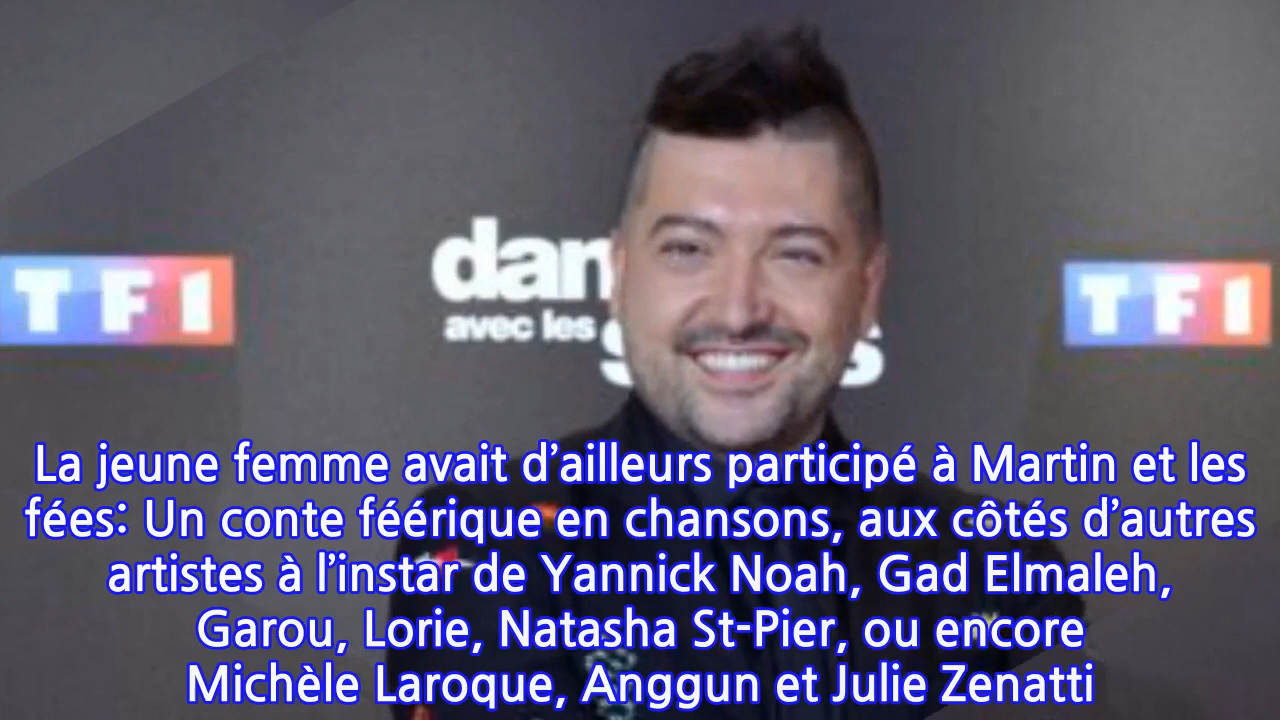 TF1
dan
avec les
TF1
La jeune femme avait d’ailleurs participé à Martin et les
fées: Un conte féérique en chansons, aux côtés d’autres
artistes à l’instar de Yannick Noah, Gad Elmaleh,
Garou, Lorie, Natasha St-Pier, ou encore
Michèle Laroque, Anggun et Julie Zenatti